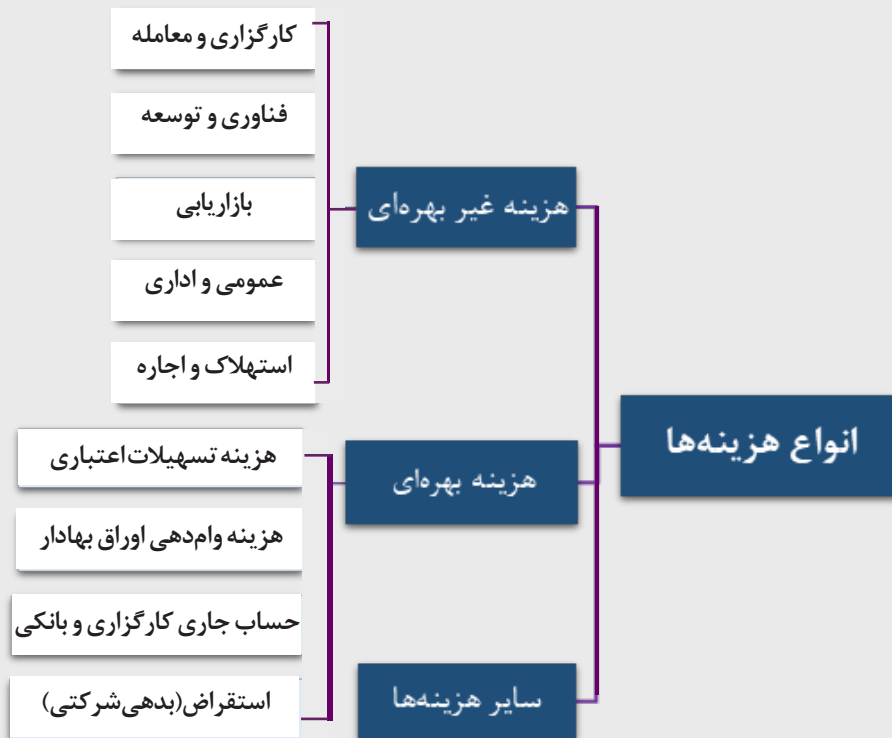 انواع هزینه‌ها
هزینه غیر بهره‌ای
کارگزاری و معامله
فناوری و توسعه
بازاریابی
عمومی و اداری
استهلاک و اجاره
هزینه بهره‌ای
هزینه تسهیلات اعتباری
هزینه وام‌دهی اوراق بهادار
حساب جاری کارگزاری و بانکی
استقراض(بدهی‌شرکتی)
سایر هزینه‌ها